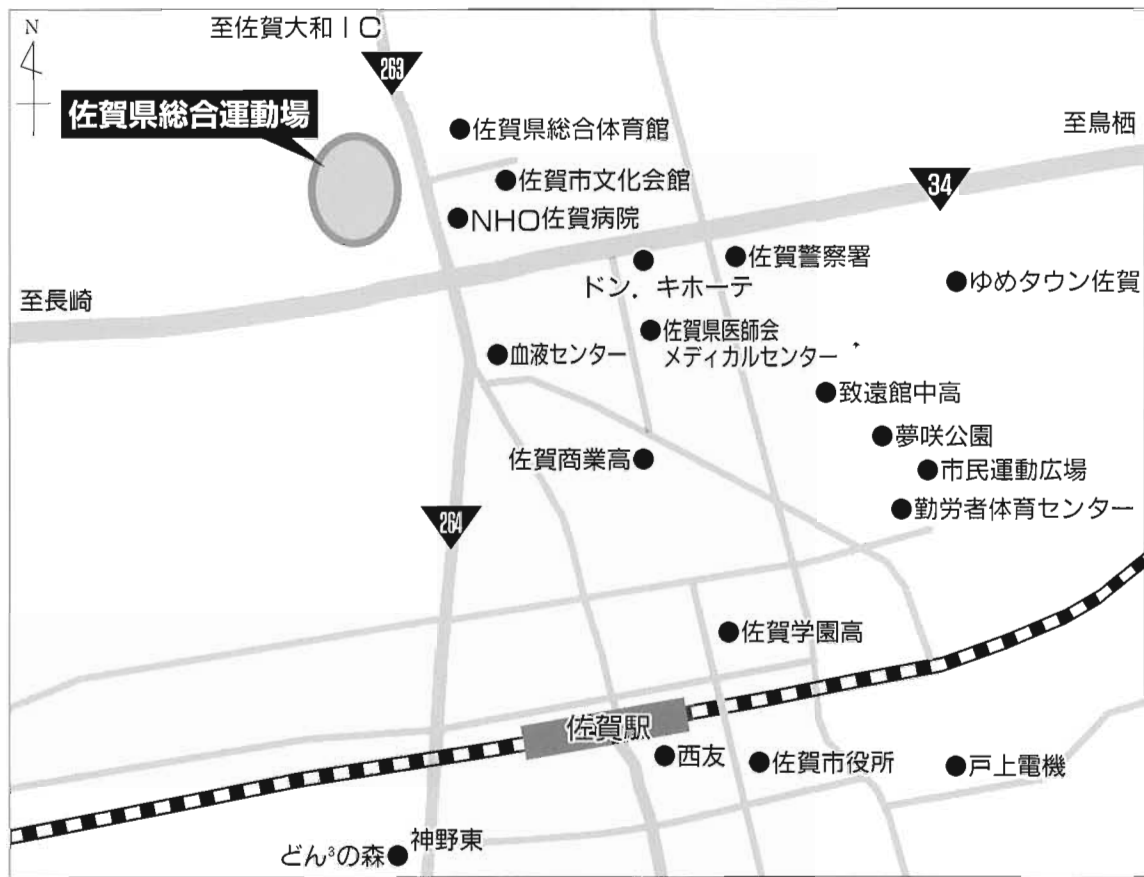 N
至佐賀大和IC
263
佐賀県総合運動場
佐賀県総合体育館
至鳥栖
佐賀市文化会館
34
NHO佐賀病院
佐賀警察署
ドン．キホーテ
ゆめタウン佐賀
至長崎
佐賀県医師会
メディカルセンター
血液センター
致遠館中高
夢咲公園
佐賀商業高
市民運動広場
勤労者体育センター
264
佐賀学園高
佐賀駅
西友
佐賀市役所
戸上電機
神野東
どん³の森